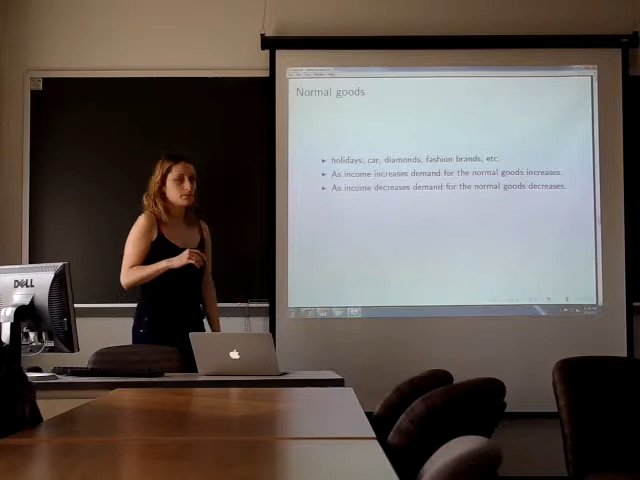 Normal goods
holidays, car, diamonds, fashion brands, etc.
As income increases demand for the normal goods increases.
As income decreases demand for the normal goods decreases.
DELL